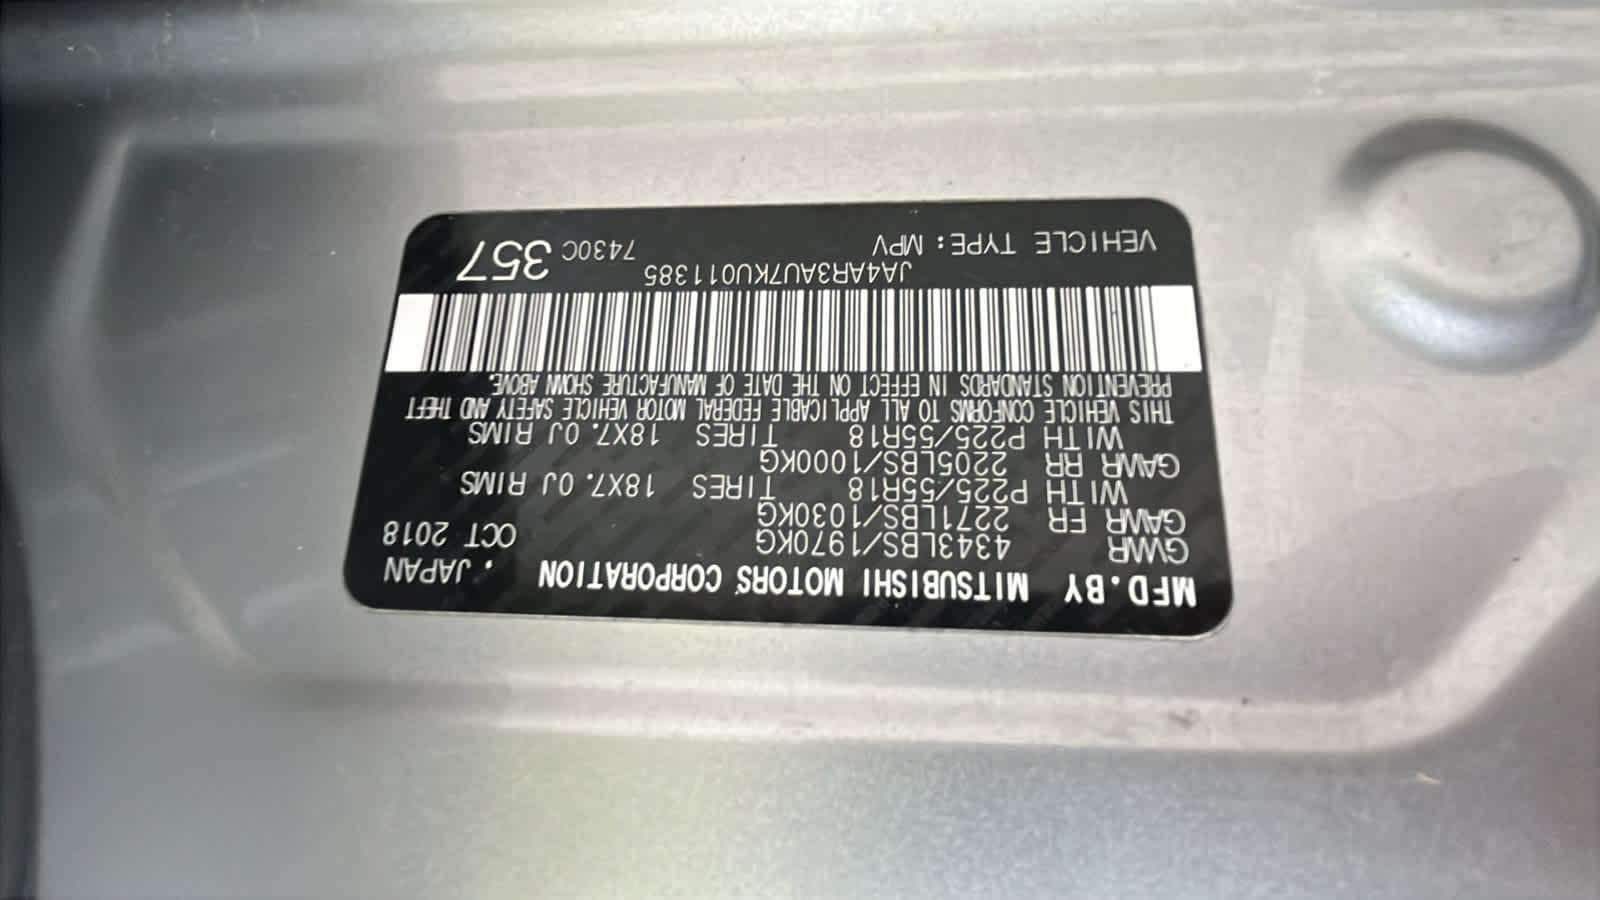 MFD.BY MITSUBISHI MOTORS CORPORATION . JAPAN
GVWR 4343LBS/1970KG OCT 2018
GAWR FR 2271LBS/1030KG
WITH P225/55R18 TIRES 18X7. 0J RIMS
GAWR RR 2205LBS/1000KG
WITH P225/55R18 TIRES 18X7. 0J RIMS
THIS VEHICLE CONFORMS TO ALL APPLICABLE FEDERAL MOTOR VEHICLE SAFETY AND THEFT
PREVENTION STANDARDS IN EFFECT ON THE DATE OF MANUFACTURE SHOWN ABOVE.
JA4AR3AU7KU011385
VEHICLE TYPE: MPV 7430C 357